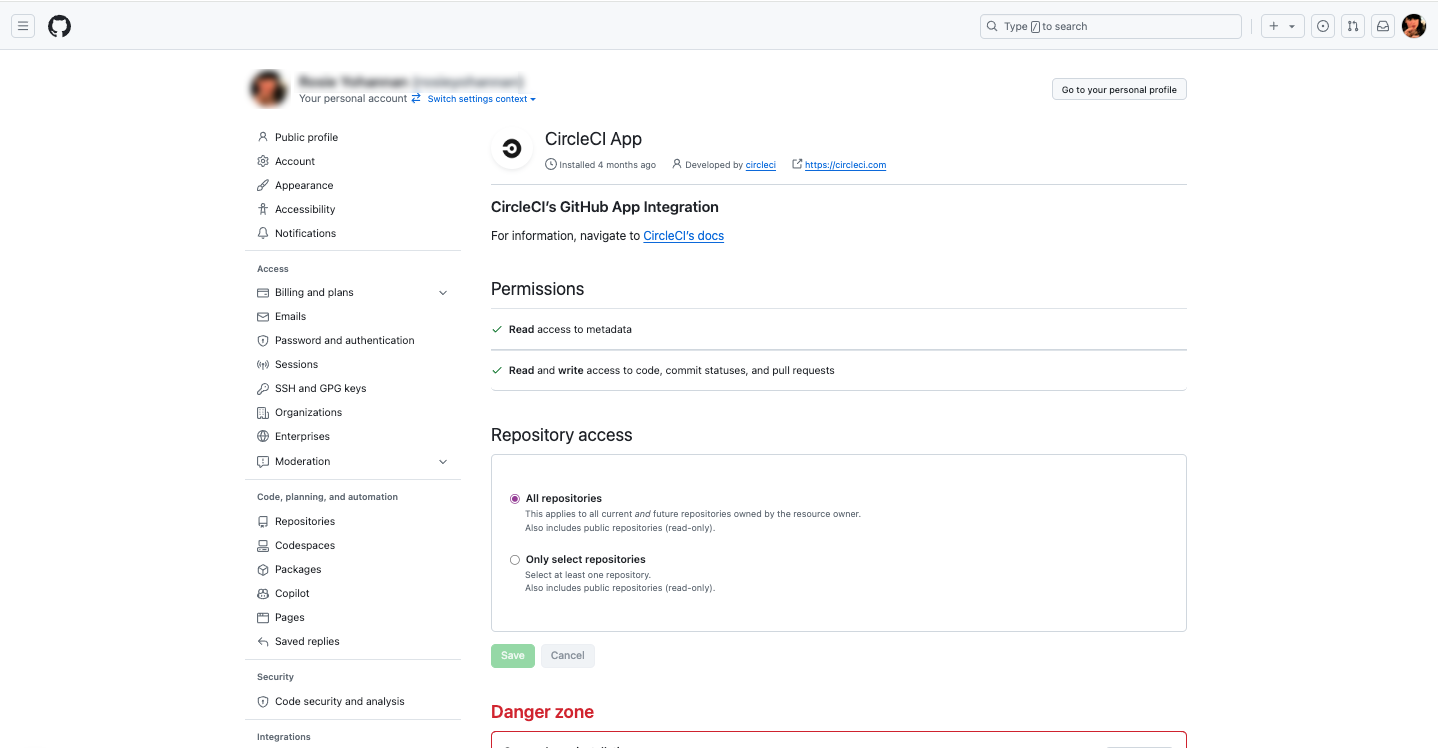 Type / to search
Your personal account Switch settings context
Go to your personal profile
Public profile
Account
Appearance
Accessibility
Notifications
Access
Billing and plans
Emails
Password and authentication
Sessions
SSH and GPG keys
Organizations
Enterprises
Moderation
Code, planning, and automation
Repositories
Codespaces
Packages
Copilot
Pages
Saved replies
Security
Code security and analysis
Integrations
CircleCI App
Installed 4 months ago Developed by circleci https://circleci.com
CircleCI’s GitHub App Integration
For information, navigate to CircleCI’s docs
Permissions
Read access to metadata
Read and write access to code, commit statuses, and pull requests
Repository access
All repositories
This applies to all current and future repositories owned by the resource owner.
Also includes public repositories (read-only).
Only select repositories
Select at least one repository.
Also includes public repositories (read-only).
Save Cancel
Danger zone